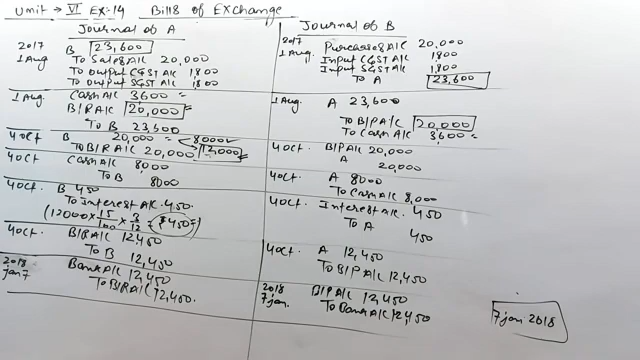 Unit → VI EX-14 Bills of Exchange
Journal of A
2017
1 Aug
B 23,600
To Sales A/c 20,000
To Output CGST A/c 1800
To Output SGST A/c 1800
1 Aug. Cash A/c 3600 =
B/R A/c 20,000
To B 23,600
4 Oct B 20,000 = 8000
To B/R A/c 20,000 12,000 =
4 Oct Cash A/c 8000
To B 8000
4 Oct. B 450
To Interest A/c 450
(12000 × 15/100 × 3/12 = ₹450 =)
4 Oct. B/R A/c 12,450
To B 12,450
2018
Jan 7 Bank A/c 12,450
To B/R A/c 12,450.
Journal of B
2017
1 Aug. Purchases A/c 20,000
Input CGST A/c 1800
Input SGST A/c 1,800
To A 23,600
1 Aug. A 23,600
To B/P A/c 20,000
To Cash A/c 3,600 =
4 Oct. B/P A/c 20,000
A 20,000
4 Oct. A 8000
To Cash A/c 8,000
4 Oct. Interest A/c. 450
To A 450
4 Oct. A 12,450
To B/P A/c 12,450
2018
7 Jan. B/P A/c 12,450
To Bank A/c 12,450
7 Jan 2018